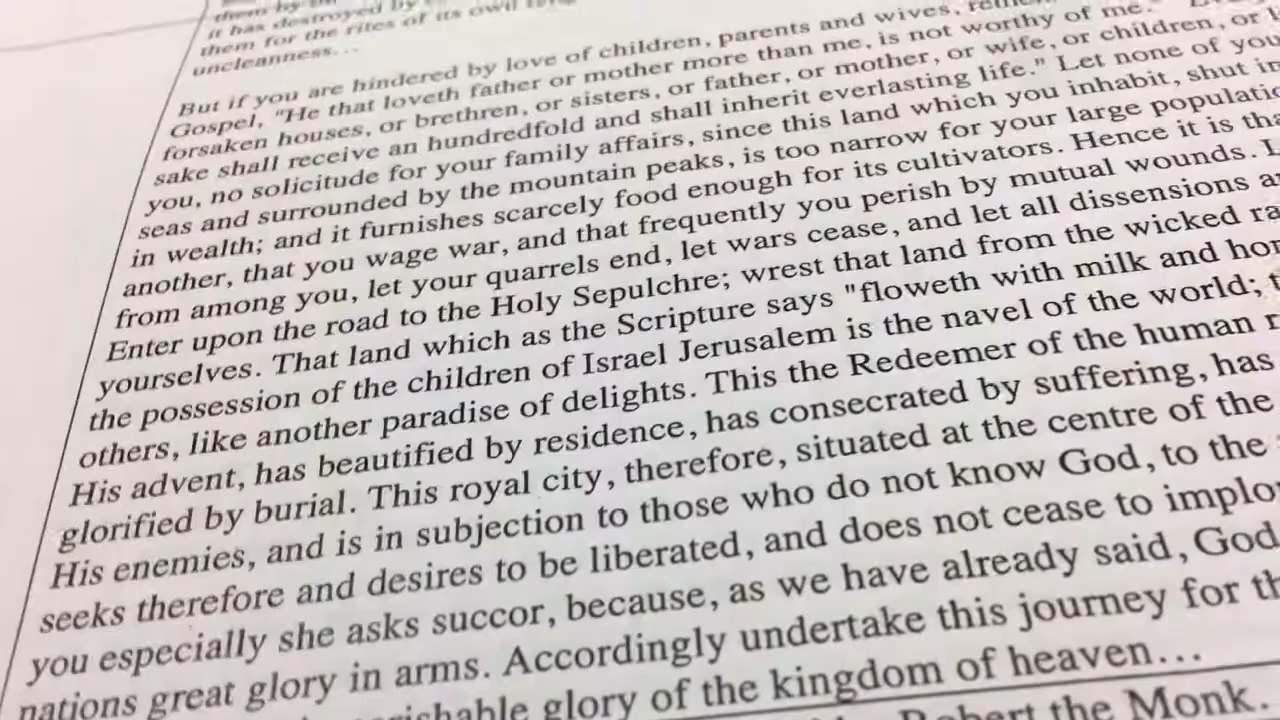 them by the
it has destroyed by
them for the rites of its own
uncleanness...
But if you are hindered by love of children, parents and wives,
Gospel, "He that loveth father or mother more than me, is not worthy of me."
forsaken houses, or brethren, or sisters, or father, or mother, or wife, or children, or
sake shall receive an hundredfold and shall inherit everlasting life." Let none of you
you, no solicitude for your family affairs, since this land which you inhabit, shut in
seas and surrounded by the mountain peaks, is too narrow for your large populatio
in wealth; and it furnishes scarcely food enough for its cultivators. Hence it is tha
another, that you wage war, and that frequently you perish by mutual wounds. L
from among you, let your quarrels end, let wars cease, and let all dissensions a
Enter upon the road to the Holy Sepulchre; wrest that land from the wicked ra
yourselves. That land which as the Scripture says "floweth with milk and hon
the possession of the children of Israel Jerusalem is the navel of the world; t
others, like another paradise of delights. This the Redeemer of the human r
His advent, has beautified by residence, has consecrated by suffering, has
glorified by burial. This royal city, therefore, situated at the centre of the
His enemies, and is in subjection to those who do not know God, to the
seeks therefore and desires to be liberated, and does not cease to implo
you especially she asks succor, because, as we have already said, God
nations great glory in arms. Accordingly undertake this journey for th
glory of the kingdom of heaven...
Robert the Monk.